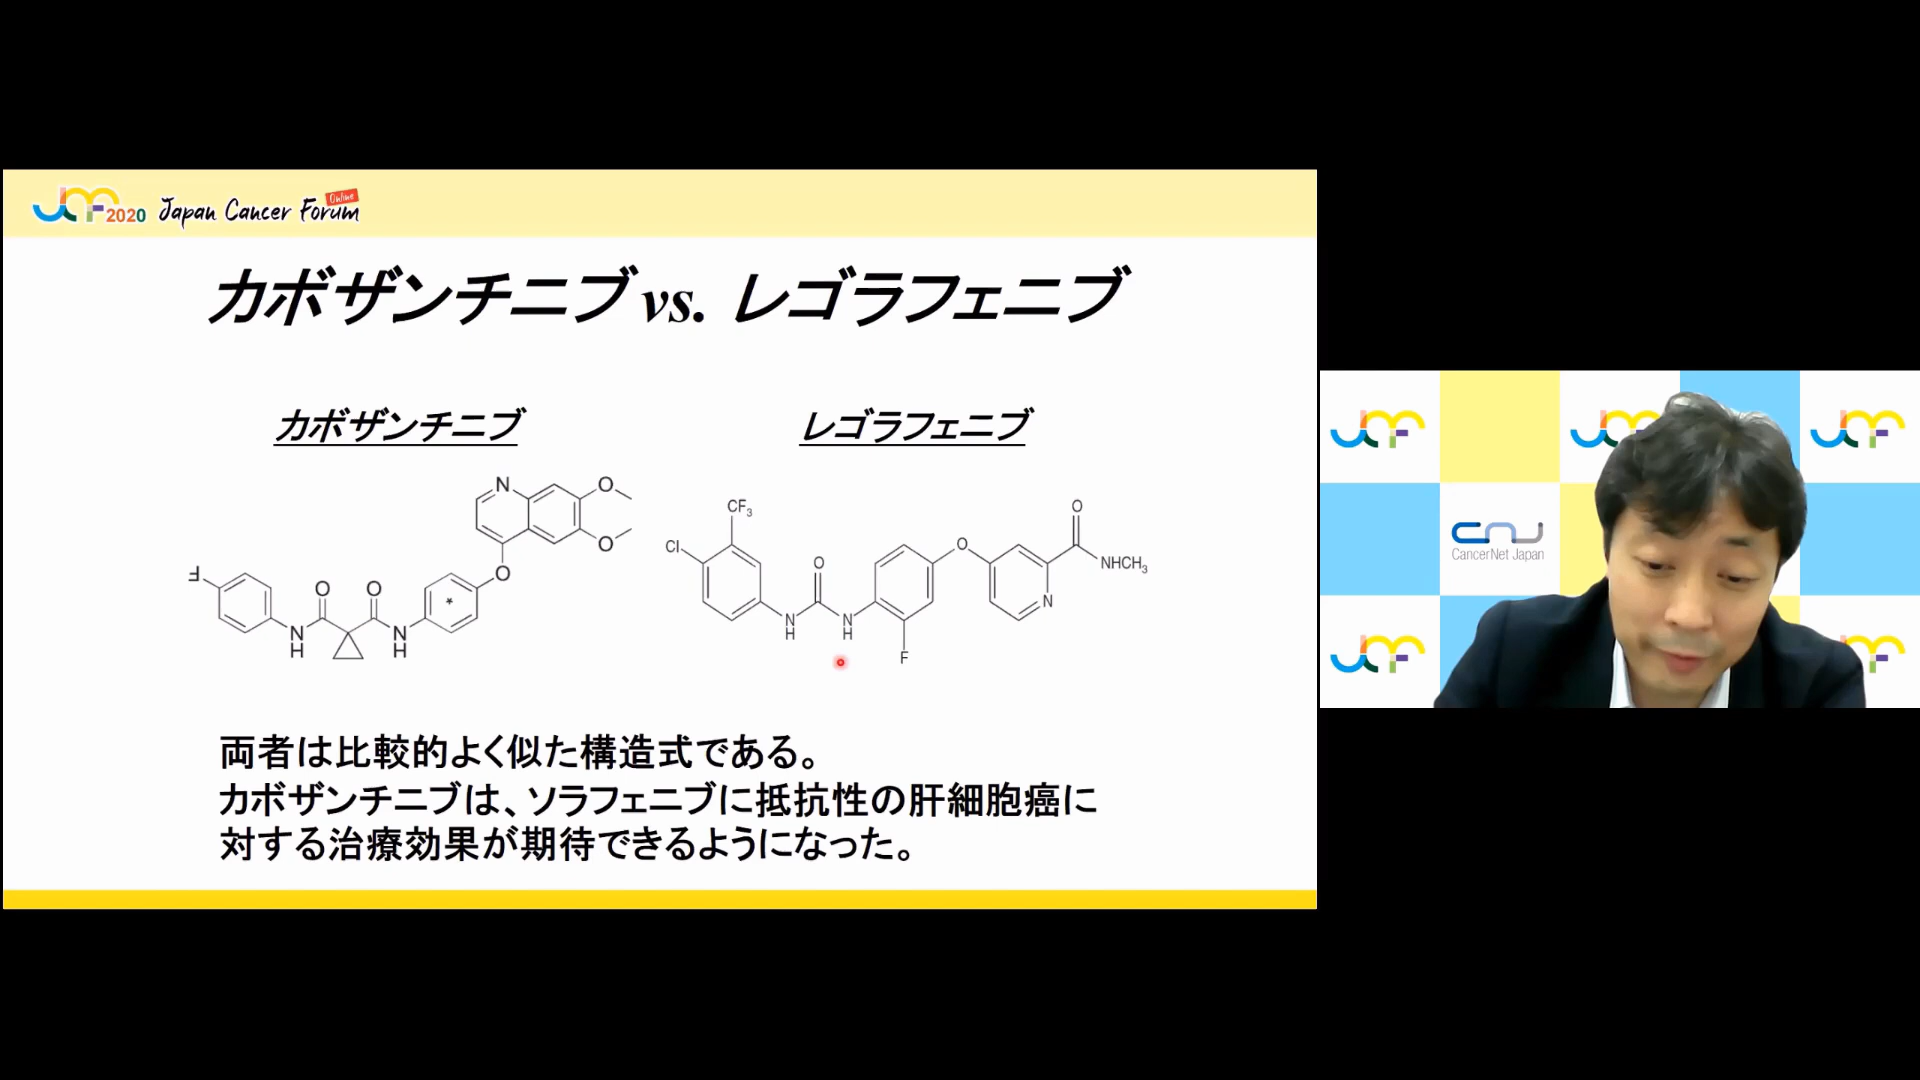 JCF2020 Japan Cancer Forum Online
カボザンチニブ vs. レゴラフェニブ
カボザンチニブ
レゴラフェニブ
N
O
O
O
F
O
O
N
H
N
H
*
CF3
Cl
O
N
H
N
H
F
O
N
O
NHCH3
両者は比較的よく似た構造式である。
カボザンチニブは、ソラフェニブに抵抗性の肝細胞癌に
対する治療効果が期待できるようになった。
JCF
JCF
JCF
CancerNet Japan
JCF